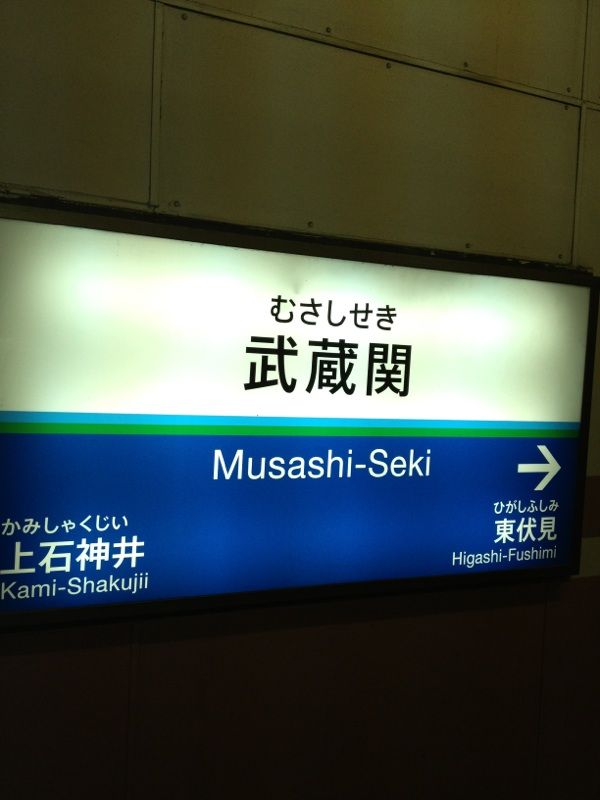 むさしせき
武蔵関
Musashi-Seki
かみしゃくじい
上石神井
Kami-Shakujii
ひがしふしみ
東伏見
Higashi-Fushimi